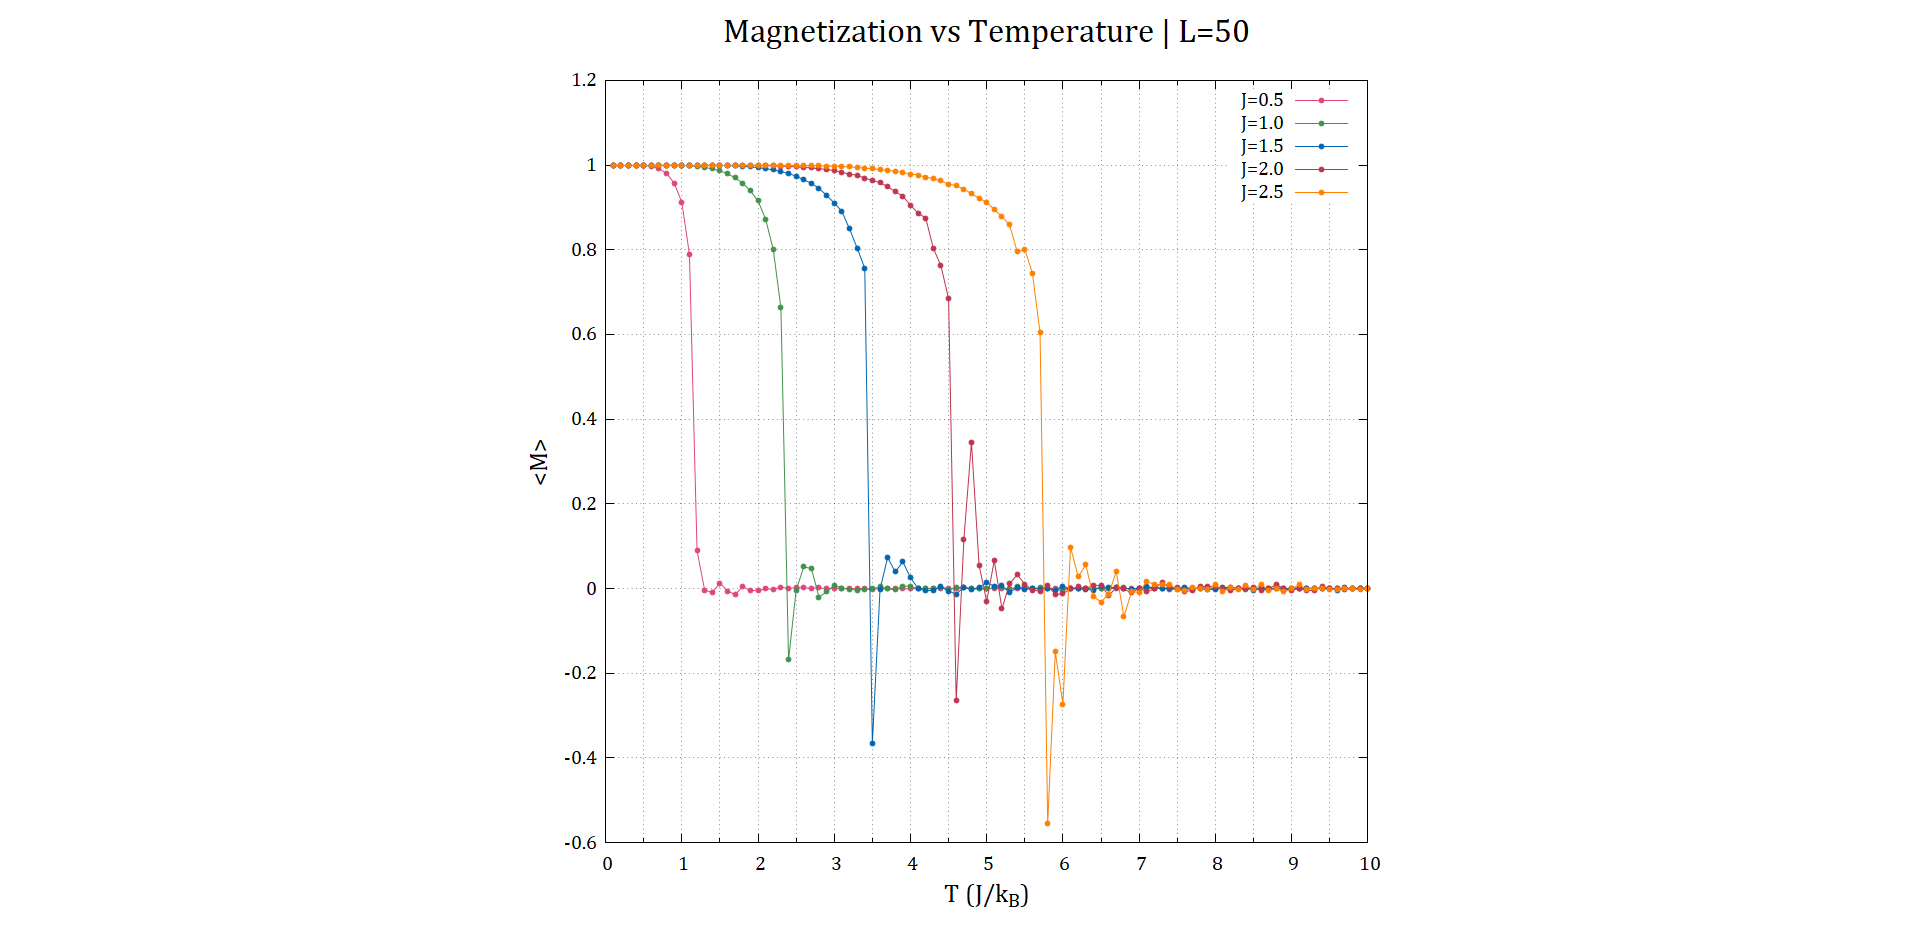 Magnetization vs Temperature | L=50
1.2
1
0.8
0.6
0.4
0.2
0
-0.2
-0.4
-0.6
<M>
J=0.5
J=1.0
J=1.5
J=2.0
J=2.5
0 1 2 3 4 5 6 7 8 9 10
T (J/kB)